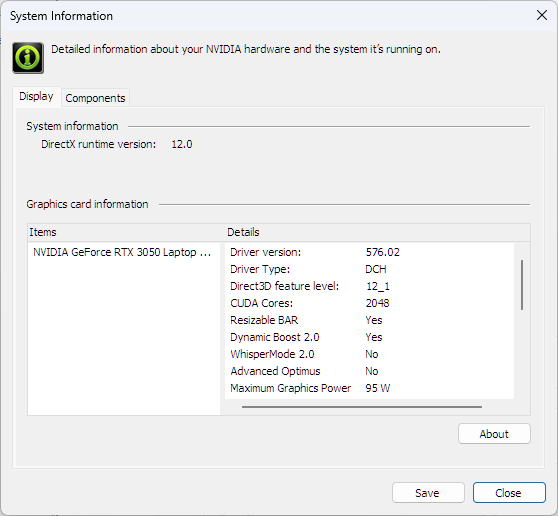 System Information
Detailed information about your NVIDIA hardware and the system it's running on.
Display Components
System information
DirectX runtime version: 12.0
Graphics card information
Items Details
NVIDIA GeForce RTX 3050 Laptop ...
Driver version: 576.02
Driver Type: DCH
Direct3D feature level: 12_1
CUDA Cores: 2048
Resizable BAR Yes
Dynamic Boost 2.0 Yes
WhisperMode 2.0 No
Advanced Optimus No
Maximum Graphics Power 95 W
About
Save Close